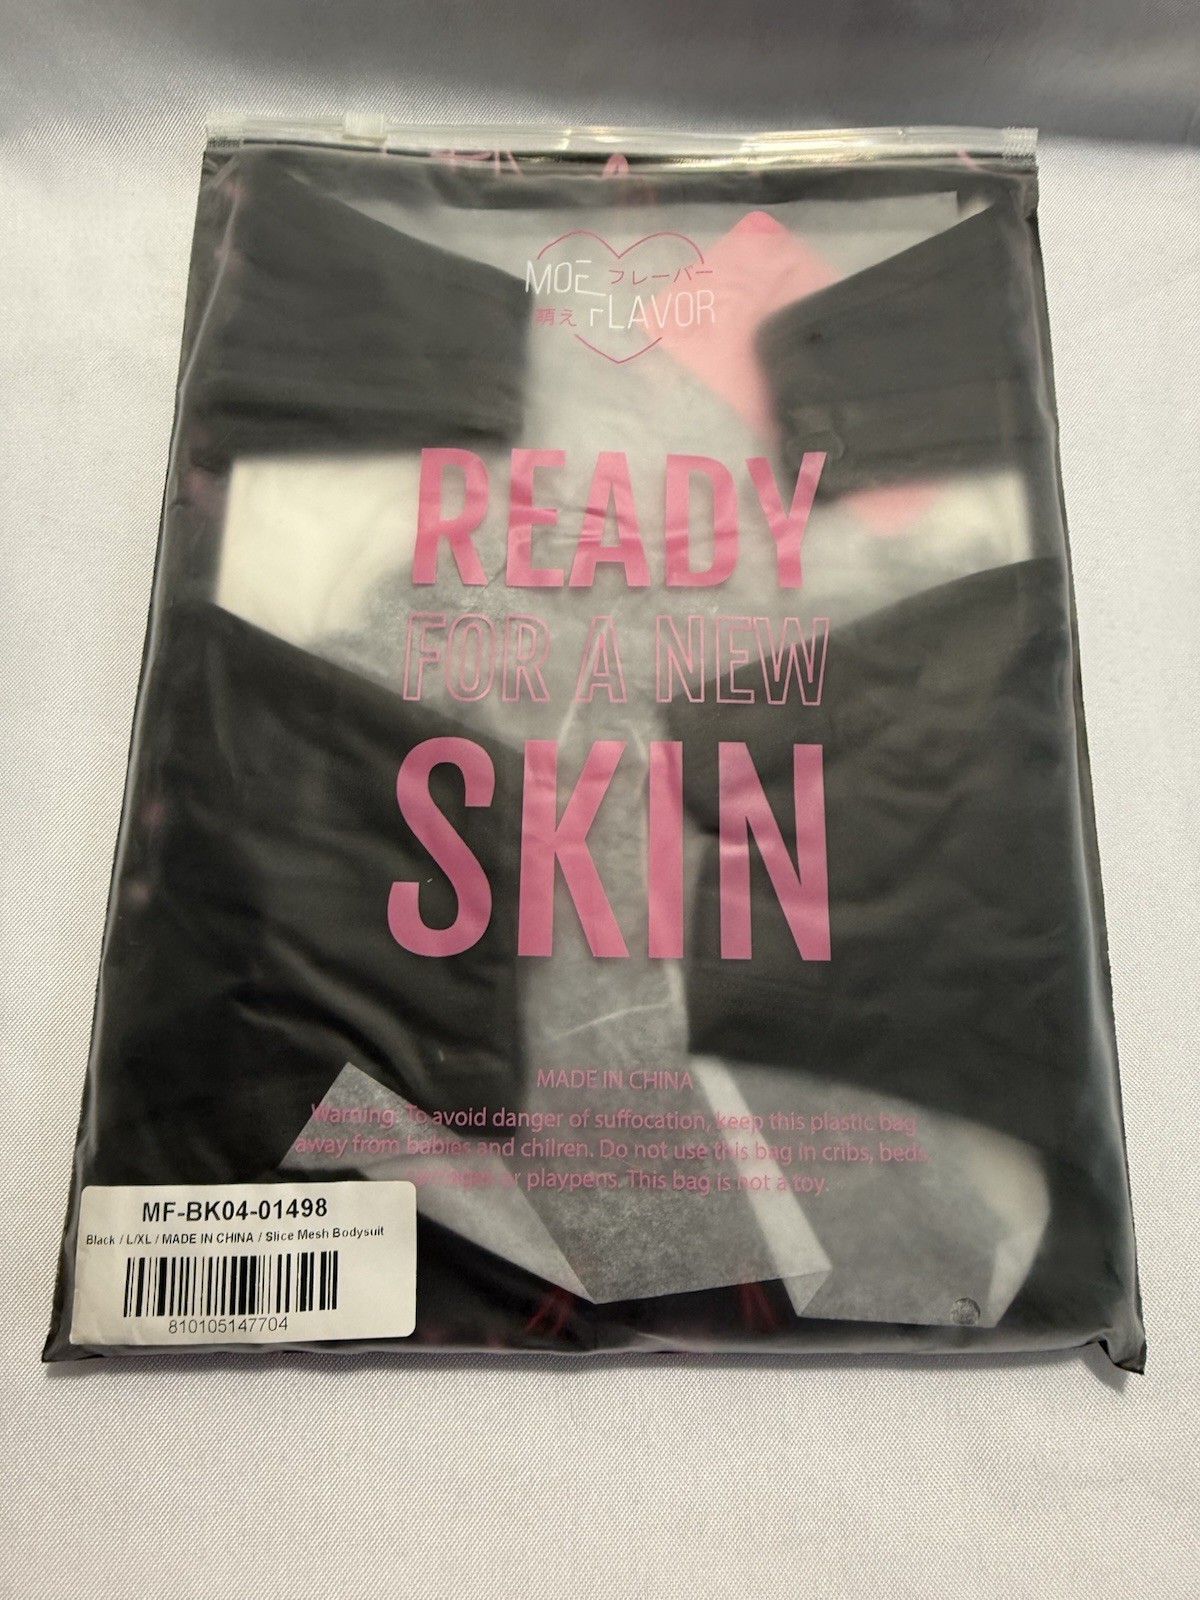 MOE フレーバー
萌え FLAVOR
READY
FOR A NEW
SKIN
MADE IN CHINA
Warning: To avoid danger of suffocation, keep this plastic bag
away from babies and chilren. Do not use this bag in cribs, beds,
or playpens. This bag is not a toy.
MF-BK04-01498
Black / L/XL / MADE IN CHINA / Slice Mesh Bodysuit
810105147704